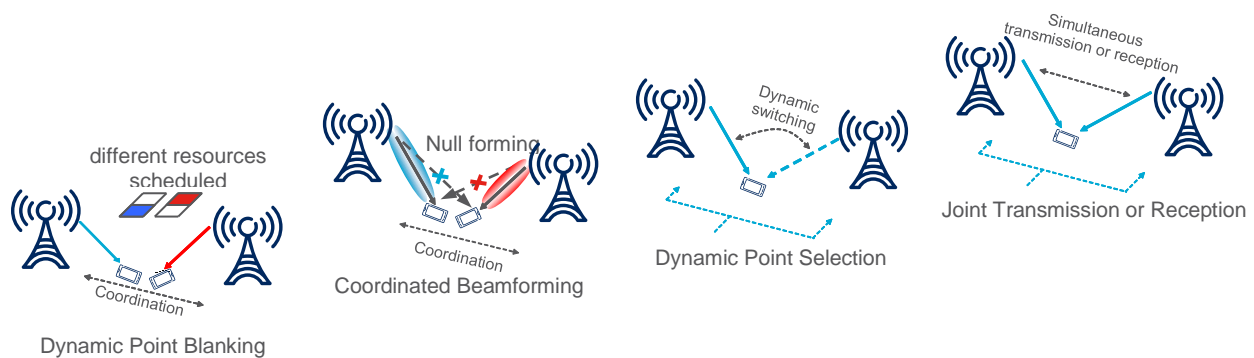 different resources
scheduled
Coordination
Dynamic Point Blanking
Null forming
Coordination
Coordinated Beamforming
Dynamic
switching
Dynamic Point Selection
Simultaneous
transmission or reception
Joint Transmission or Reception